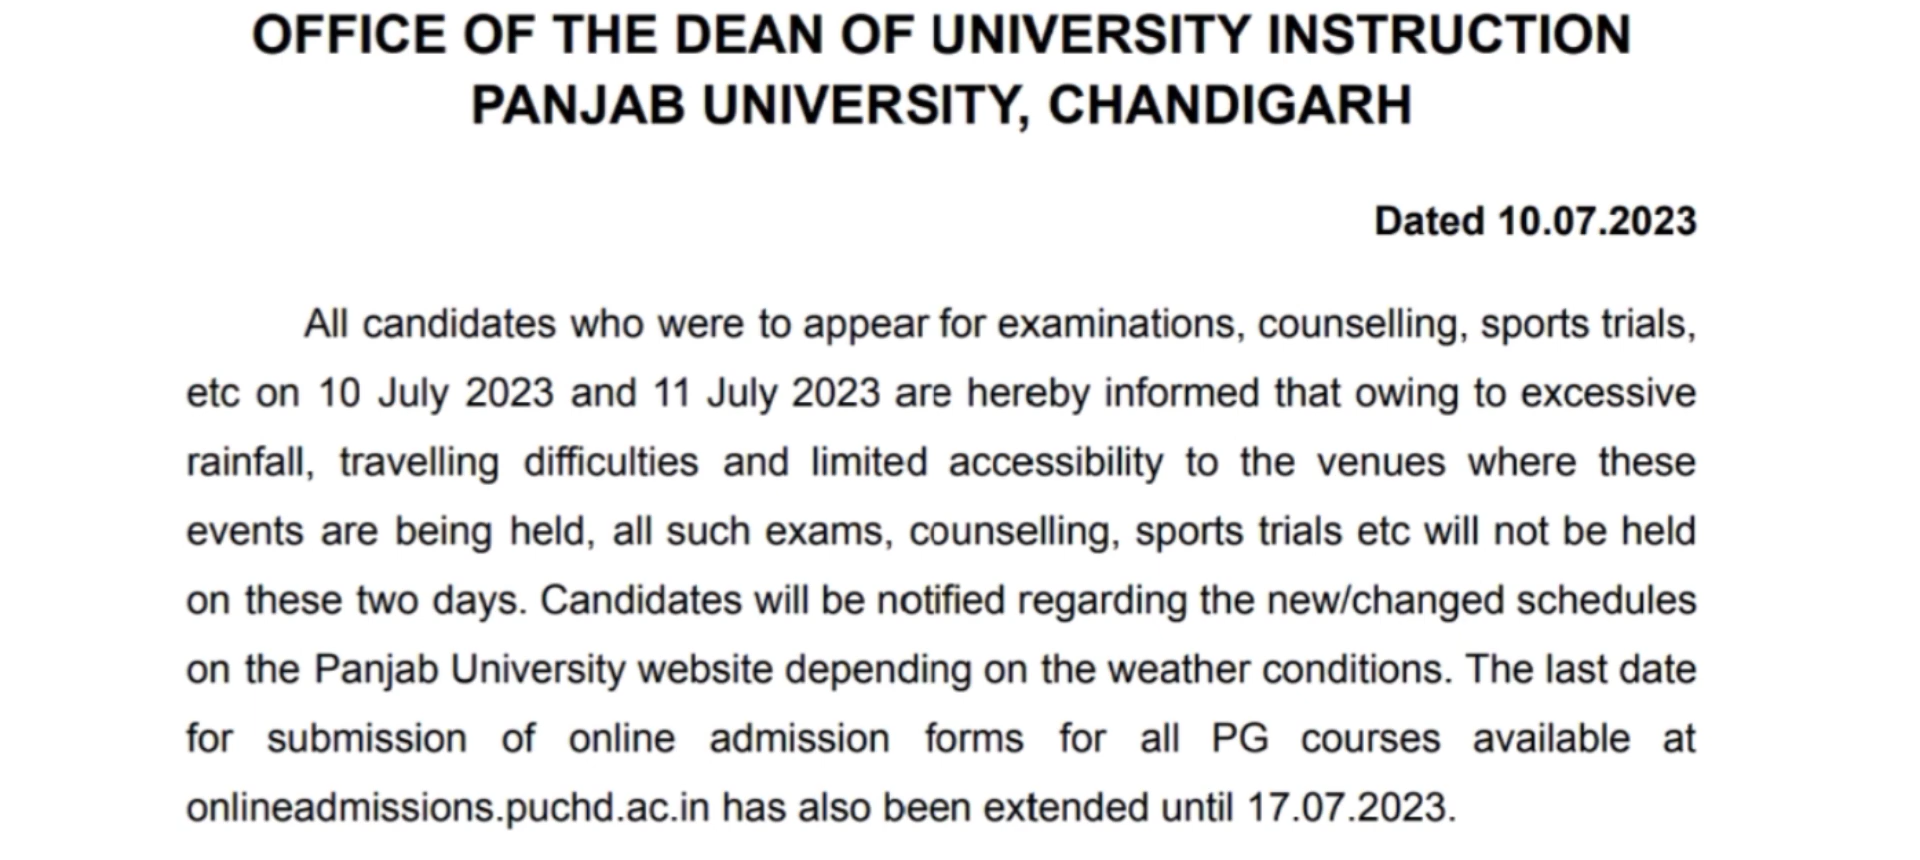 OFFICE OF THE DEAN OF UNIVERSITY INSTRUCTION
PANJAB UNIVERSITY, CHANDIGARH
Dated 10.07.2023
All candidates who were to appear for examinations, counselling, sports trials,
etc on 10 July 2023 and 11 July 2023 are hereby informed that owing to excessive
rainfall, travelling difficulties and limited accessibility to the venues where these
events are being held, all such exams, counselling, sports trials etc will not be held
on these two days. Candidates will be notified regarding the new/changed schedules
on the Panjab University website depending on the weather conditions. The last date
for submission of online admission forms for all PG courses available at
onlineadmissions.puchd.ac.in has also been extended until 17.07.2023.